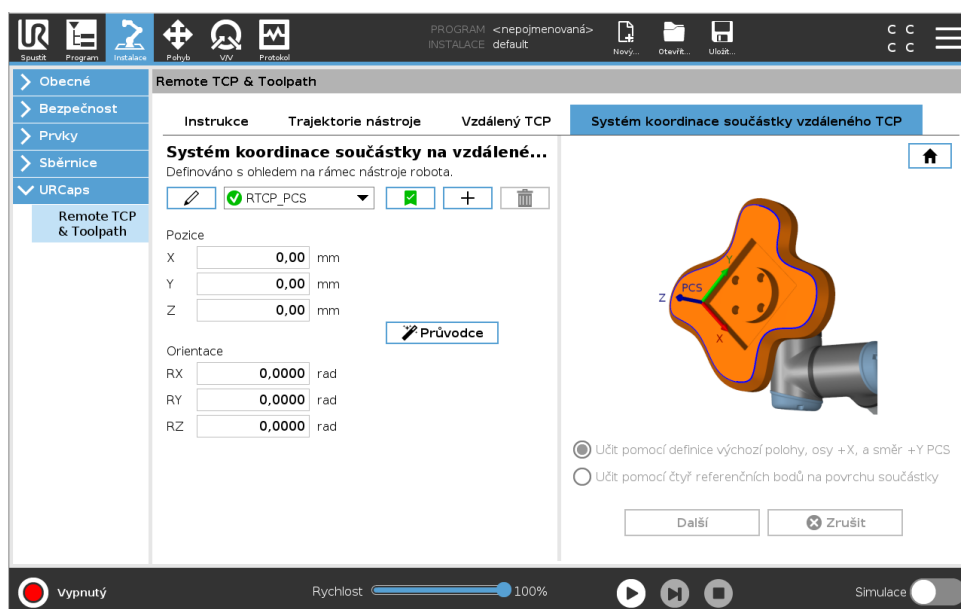 PROGRAM <nepojmenovaná>
INSTALACE default
Spustit
Program
Instalace
Pohyb
V/V
Protokol
Nový...
Otevřít...
Uložit...
C C
C C
Obecné
Bezpečnost
Prvky
Sběrnice
URCaps
Remote TCP
& Toolpath
Remote TCP & Toolpath
Instrukce
Trajektorie nástroje
Vzdálený TCP
Systém koordinace součástky vzdáleného TCP
Systém koordinace součástky na vzdálené...
Definováno s ohledem na rámec nástroje robota.
RTCP_PCS
Pozice
X 0,00 mm
Y 0,00 mm
Z 0,00 mm
Průvodce
Orientace
RX 0,0000 rad
RY 0,0000 rad
RZ 0,0000 rad
Y
PCS
Z
X
Učit pomocí definice výchozí polohy, osy +X, a směr +Y PCS
Učit pomocí čtyř referenčních bodů na povrchu součástky
Další
Zrušit
Vypnutý
Rychlost 100%
Simulace